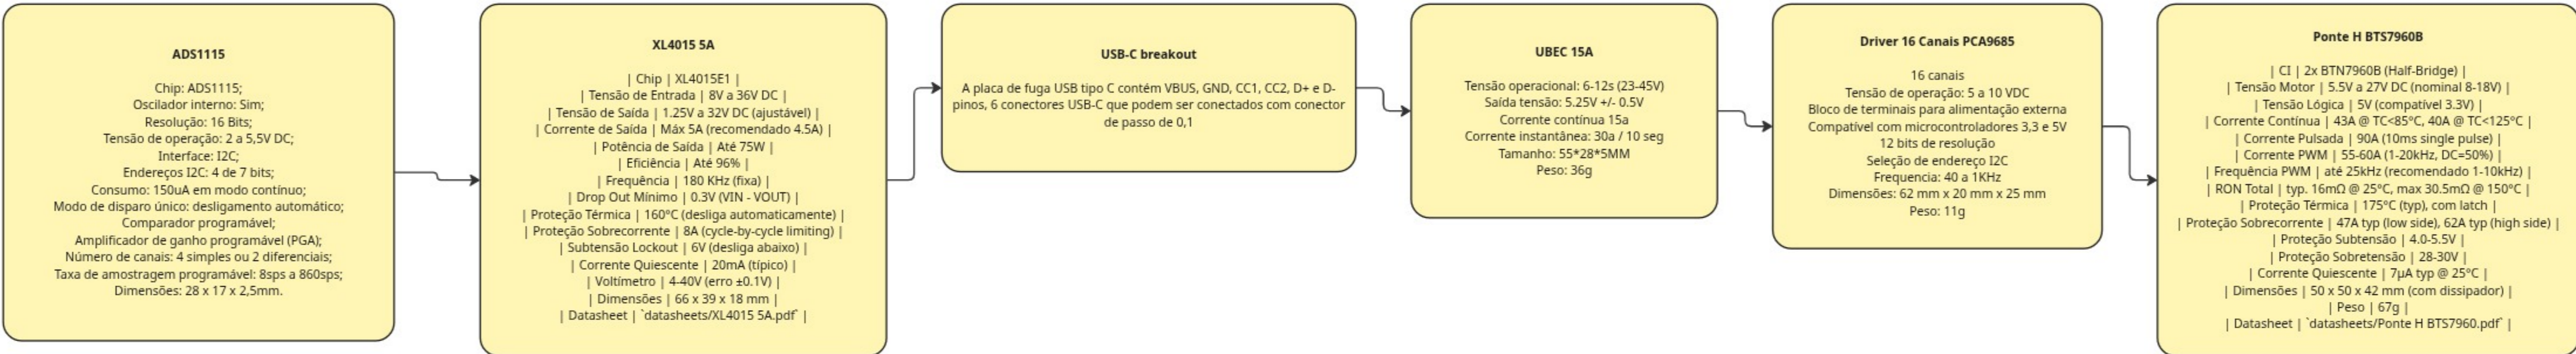 ADS1115
Chip: ADS1115;
Oscilador interno: Sim;
Resolução: 16 Bits;
Tensão de operação: 2 a 5,5V DC;
Interface: I2C;
Endereços I2C: 4 de 7 bits;
Consumo: 150uA em modo contínuo;
Modo de disparo único: desligamento automático;
Comparador programável;
Amplificador de ganho programável (PGA);
Número de canais: 4 simples ou 2 diferenciais;
Taxa de amostragem programável: 8sps a 860sps;
Dimensões: 28 x 17 x 2,5mm.
XL4015 5A
| Chip | XL4015E1 |
| Tensão de Entrada | 8V a 36V DC |
| Tensão de Saída | 1.25V a 32V DC (ajustável) |
| Corrente de Saída | Máx 5A (recomendado 4.5A) |
| Potência de Saída | Até 75W |
| Eficiência | Até 96% |
| Frequência | 180 KHz (fixa) |
| Drop Out Mínimo | 0.3V (VIN - VOUT) |
| Proteção Térmica | 160°C (desliga automaticamente) |
| Proteção Sobrecorrente | 8A (cycle-by-cycle limiting) |
| Subtensão Lockout | 6V (desliga abaixo) |
| Corrente Quiescente | 20mA (típico) |
| Voltímetro | 4-40V (erro ±0.1V) |
| Dimensões | 66 x 39 x 18 mm |
| Datasheet | `datasheets/XL4015 5A.pdf` |
USB-C breakout
A placa de fuga USB tipo C contém VBUS, GND, CC1, CC2, D+ e D-
pinos, 6 conectores USB-C que podem ser conectados com conector
de passo de 0,1
UBEC 15A
Tensão operacional: 6-12s (23-45V)
Saída tensão: 5.25V +/- 0.5V
Corrente contínua 15a
Corrente instantânea: 30a / 10 seg
Tamanho: 55*28*5MM
Peso: 36g
Driver 16 Canais PCA9685
16 canais
Tensão de operação: 5 a 10 VDC
Bloco de terminais para alimentação externa
Compatível com microcontroladores 3,3 e 5V
12 bits de resolução
Seleção de endereço I2C
Frequencia: 40 a 1KHz
Dimensões: 62 mm x 20 mm x 25 mm
Peso: 11g
Ponte H BTS7960B
| CI | 2x BTN7960B (Half-Bridge) |
| Tensão Motor | 5.5V a 27V DC (nominal 8-18V) |
| Tensão Lógica | 5V (compatível 3.3V) |
| Corrente Contínua | 43A @ TC<85°C, 40A @ TC<125°C |
| Corrente Pulsada | 90A (10ms single pulse) |
| Corrente PWM | 55-60A (1-20kHz, DC=50%) |
| Frequência PWM | até 25kHz (recomendado 1-10kHz) |
| RON Total | typ. 16mΩ @ 25°C, max 30.5mΩ @ 150°C |
| Proteção Térmica | 175°C (typ), com latch |
| Proteção Sobrecorrente | 47A typ (low side), 62A typ (high side) |
| Proteção Subtensão | 4.0-5.5V |
| Proteção Sobretensão | 28-30V |
| Corrente Quiescente | 7µA typ @ 25°C |
| Dimensões | 50 x 50 x 42 mm (com dissipador) |
| Peso | 67g |
| Datasheet | `datasheets/Ponte H BTS7960.pdf` |